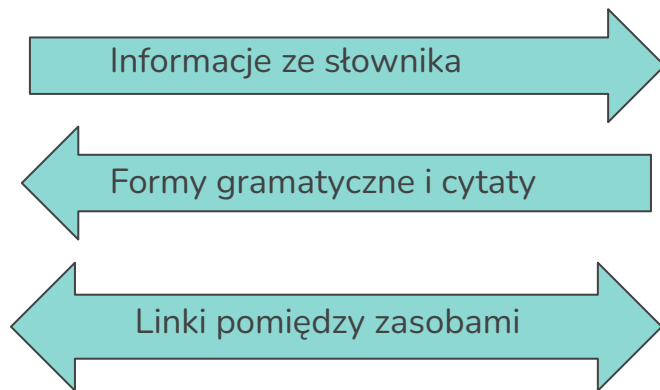 Informacje ze słownika
Formy gramatyczne i cytaty
Linki pomiędzy zasobami